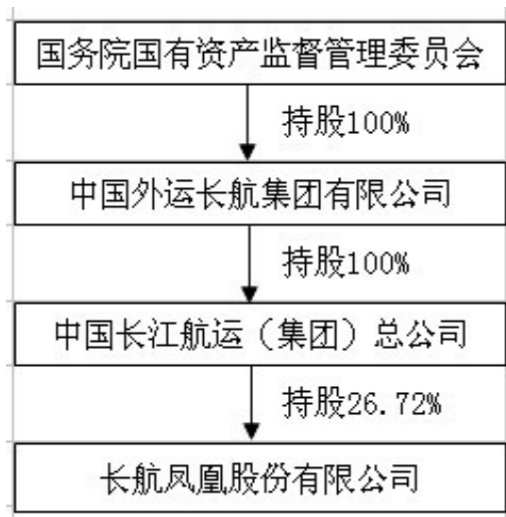 国务院国有资产监督管理委员会
持股100%
中国外运长航集团有限公司
持股100%
中国长江航运（集团）总公司
持股26.72%
长航凤凰股份有限公司